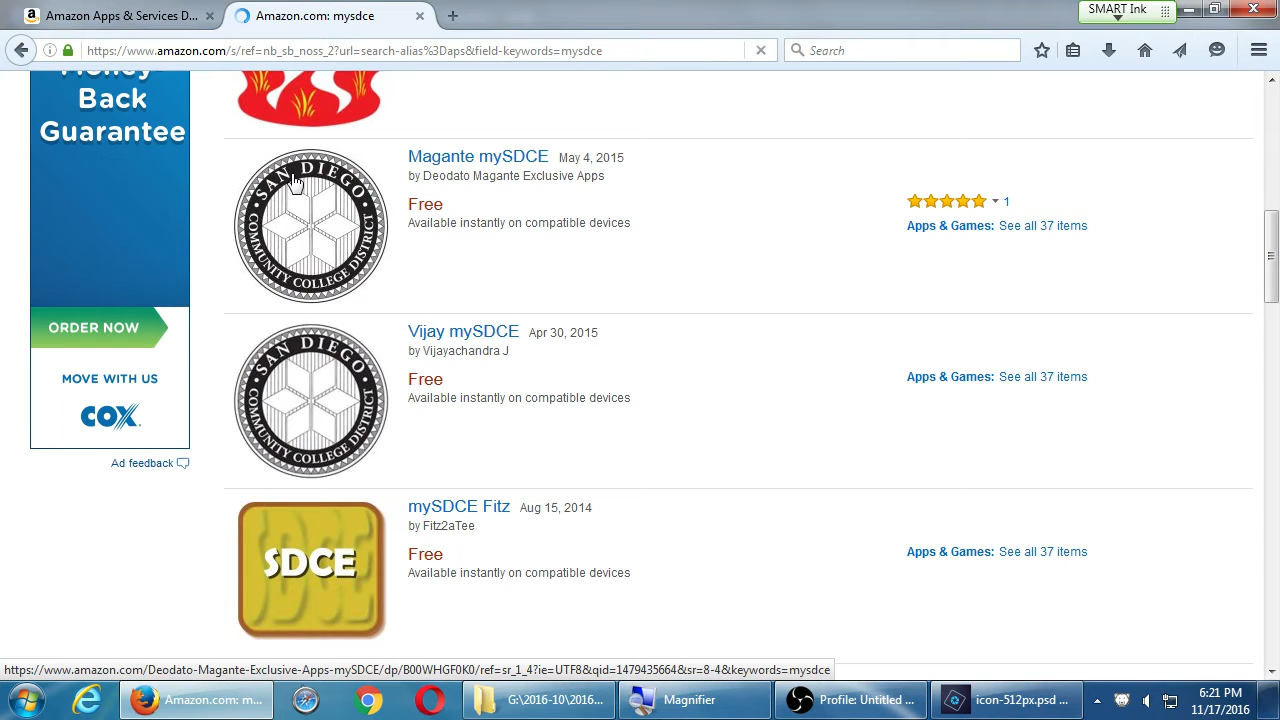 Amazon Apps & Services D...
Amazon.com: mysdce
SMART Ink
https://www.amazon.com/s/ref=nb_sb_noss_2?url=search-alias%3Daps&field-keywords=mysdce
Search
Money-
Back
Guarantee
ORDER NOW
MOVE WITH US
COX
Ad feedback
SAN DIEGO
COMMUNITY COLLEGE DISTRICT
Magante mySDCE May 4, 2015
by Deodato Magante Exclusive Apps
Free
Available instantly on compatible devices
1
Apps & Games: See all 37 items
SAN DIEGO
COMMUNITY COLLEGE DISTRICT
Vijay mySDCE Apr 30, 2015
by Vijayachandra J
Free
Available instantly on compatible devices
Apps & Games: See all 37 items
SDCE
SDCE
mySDCE Fitz Aug 15, 2014
by Fitz2aTee
Free
Available instantly on compatible devices
Apps & Games: See all 37 items
https://www.amazon.com/Deodato-Magante-Exclusive-Apps-mySDCE/dp/B00WHGF0K0/ref=sr_1_4?ie=UTF8&qid=1479435664&sr=8-4&keywords=mysdce
Amazon.com: m...
G:\2016-10\2016...
Magnifier
Profile: Untitled ...
icon-512px.psd ...
6:21 PM
11/17/2016